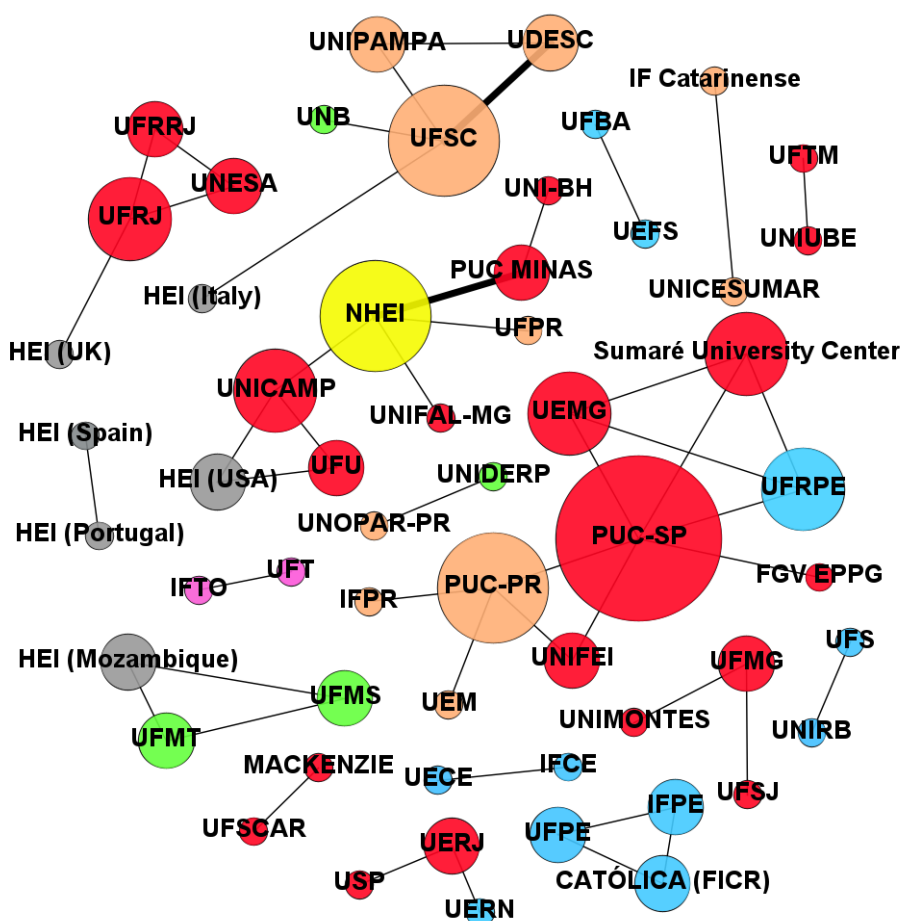 UNIPAMPA
UDESC
IF Catarinense
UNB
UFSC
UFBA
UFRRJ
UFTM
UNESA
UNI-BH
UFRJ
UEFS
UNIUBE
PUC MINAS
HEI (Italy)
UNICESUMAR
NHEI
UFPR
HEI (UK)
Sumaré University Center
UNICAMP
UNIFAL-MG
UEMG
HEI (Spain)
HEI (USA)
UFU
UNIDERP
UFRPE
UNOPAR-PR
HEI (Portugal)
PUC-SP
UFT
IFTO
PUC-PR
FGV EPPG
IFPR
UFS
HEI (Mozambique)
UNIFEI
UFMG
UFMS
UEM
UNIMONTES
UNIRB
UFMT
MACKENZIE
UECE
IFCE
UFSJ
IFPE
UFSCAR
UFPE
UERJ
USP
CATÓLICA (FICR)
UERN